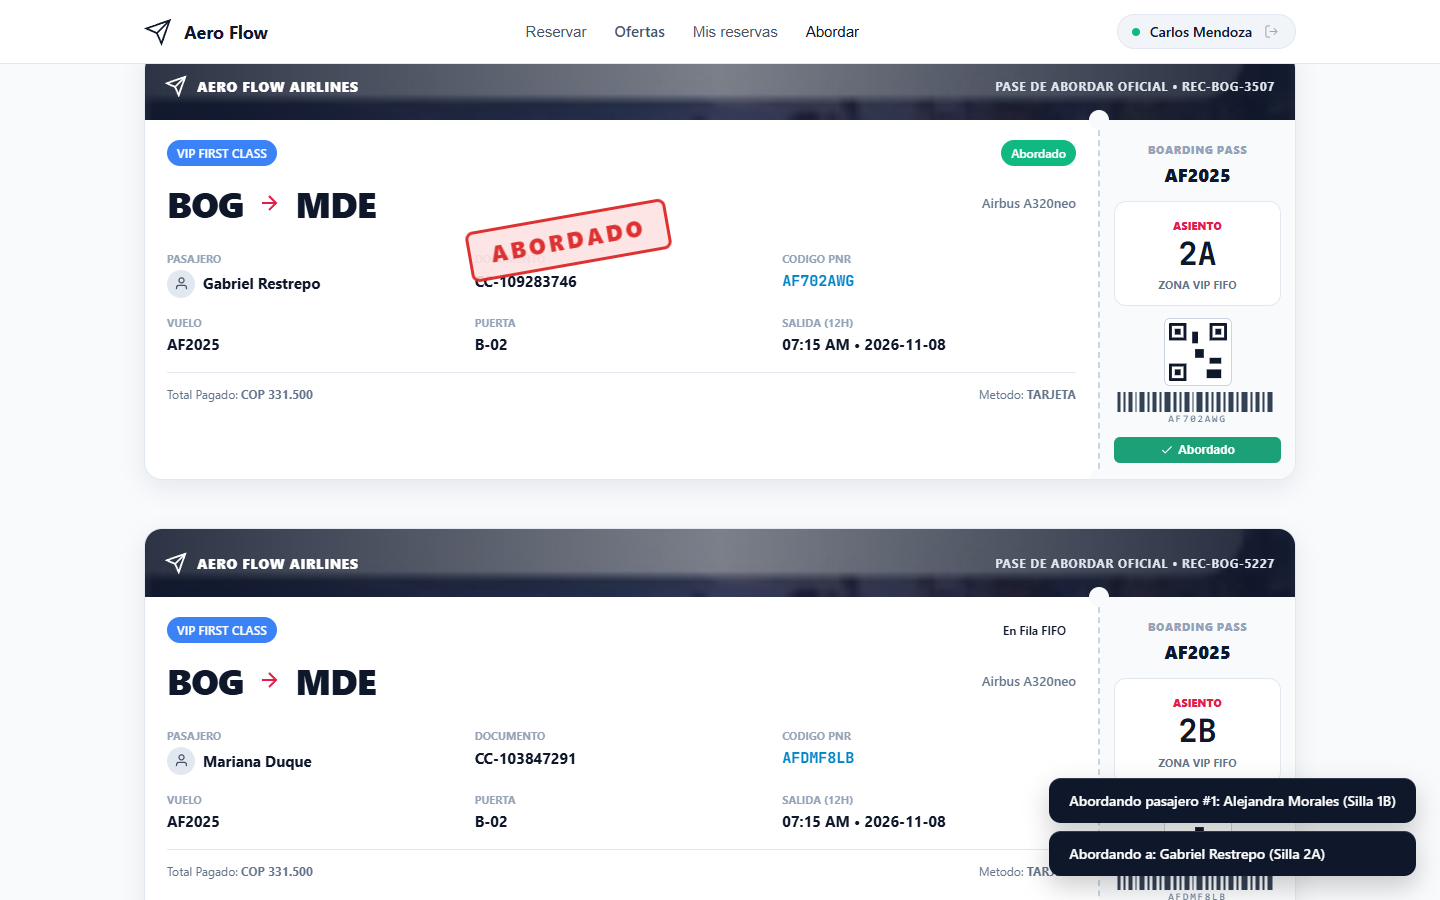 Aero Flow
Reservar
Ofertas
Mis reservas
Abordar
Carlos Mendoza
AERO FLOW AIRLINES
PASE DE ABORDAR OFICIAL • REC-BOG-3507
VIP FIRST CLASS
Abordado
BOG → MDE
Airbus A320neo
ABORDADO
PASAJERO
Gabriel Restrepo
CC-109283746
CODIGO PNR
AF702AWG
VUELO
AF2025
PUERTA
B-02
SALIDA (12H)
07:15 AM • 2026-11-08
Total Pagado: COP 331.500
Metodo: TARJETA
BOARDING PASS
AF2025
ASIENTO
2A
ZONA VIP FIFO
AF702AWG
✓ Abordado
AERO FLOW AIRLINES
PASE DE ABORDAR OFICIAL • REC-BOG-5227
VIP FIRST CLASS
En Fila FIFO
BOG → MDE
Airbus A320neo
PASAJERO
Mariana Duque
DOCUMENTO
CC-103847291
CODIGO PNR
AFDMF8LB
VUELO
AF2025
PUERTA
B-02
SALIDA (12H)
07:15 AM • 2026-11-08
Total Pagado: COP 331.500
Metodo:
BOARDING PASS
AF2025
ASIENTO
2B
ZONA VIP FIFO
AFDMF8LB
Abordando pasajero #1: Alejandra Morales (Silla 1B)
Abordando a: Gabriel Restrepo (Silla 2A)